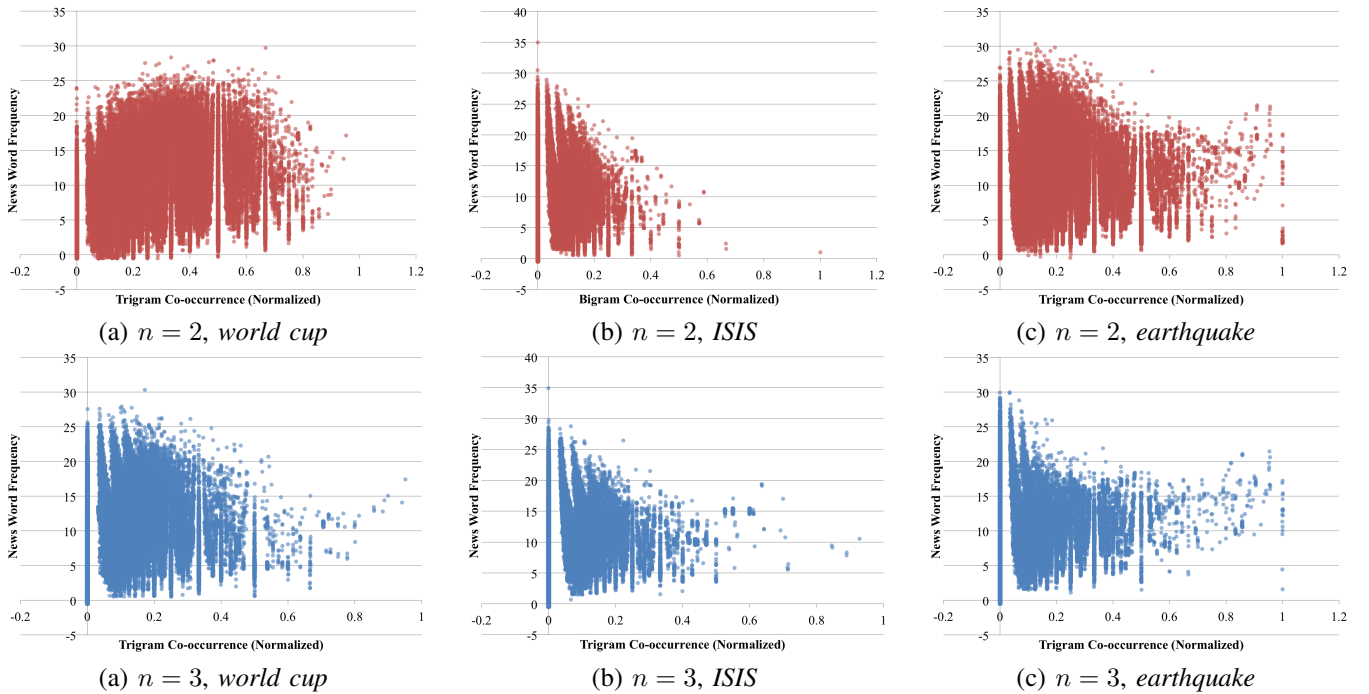 35
30
25
20
15
10
5
0
-5
-0.2 0 0.2 0.4 0.6 0.8 1 1.2
News Word Frequency
Trigram Co-occurrence (Normalized)
(a) n = 2, world cup
40
35
30
25
20
15
10
5
0
-5
-0.2 0 0.2 0.4 0.6 0.8 1 1.2
News Word Frequency
Bigram Co-occurrence (Normalized)
(b) n = 2, ISIS
35
30
25
20
15
10
5
0
-5
-0.2 0 0.2 0.4 0.6 0.8 1 1.2
News Word Frequency
Trigram Co-occurrence (Normalized)
(c) n = 2, earthquake
35
30
25
20
15
10
5
0
-5
-0.2 0 0.2 0.4 0.6 0.8 1
News Word Frequency
Trigram Co-occurrence (Normalized)
(a) n = 3, world cup
40
35
30
25
20
15
10
5
0
-5
-0.2 0 0.2 0.4 0.6 0.8 1
News Word Frequency
Trigram Co-occurrence (Normalized)
(b) n = 3, ISIS
35
30
25
20
15
10
5
0
-5
-0.2 0 0.2 0.4 0.6 0.8 1 1.2
News Word Frequency
Trigram Co-occurrence (Normalized)
(c) n = 3, earthquake